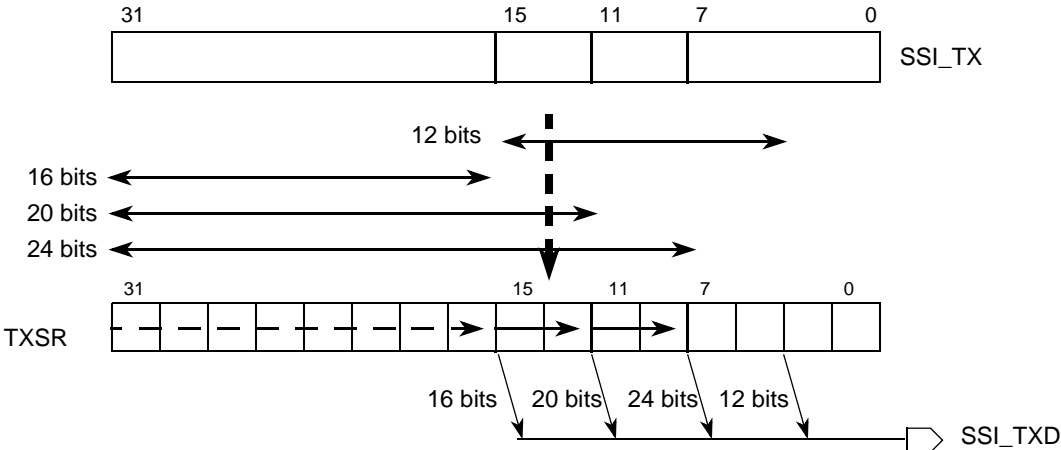 31 15 11 7 0
SSI_TX
12 bits
16 bits
20 bits
24 bits
31 15 11 7 0
TXSR
16 bits 20 bits 24 bits 12 bits
SSI_TXD